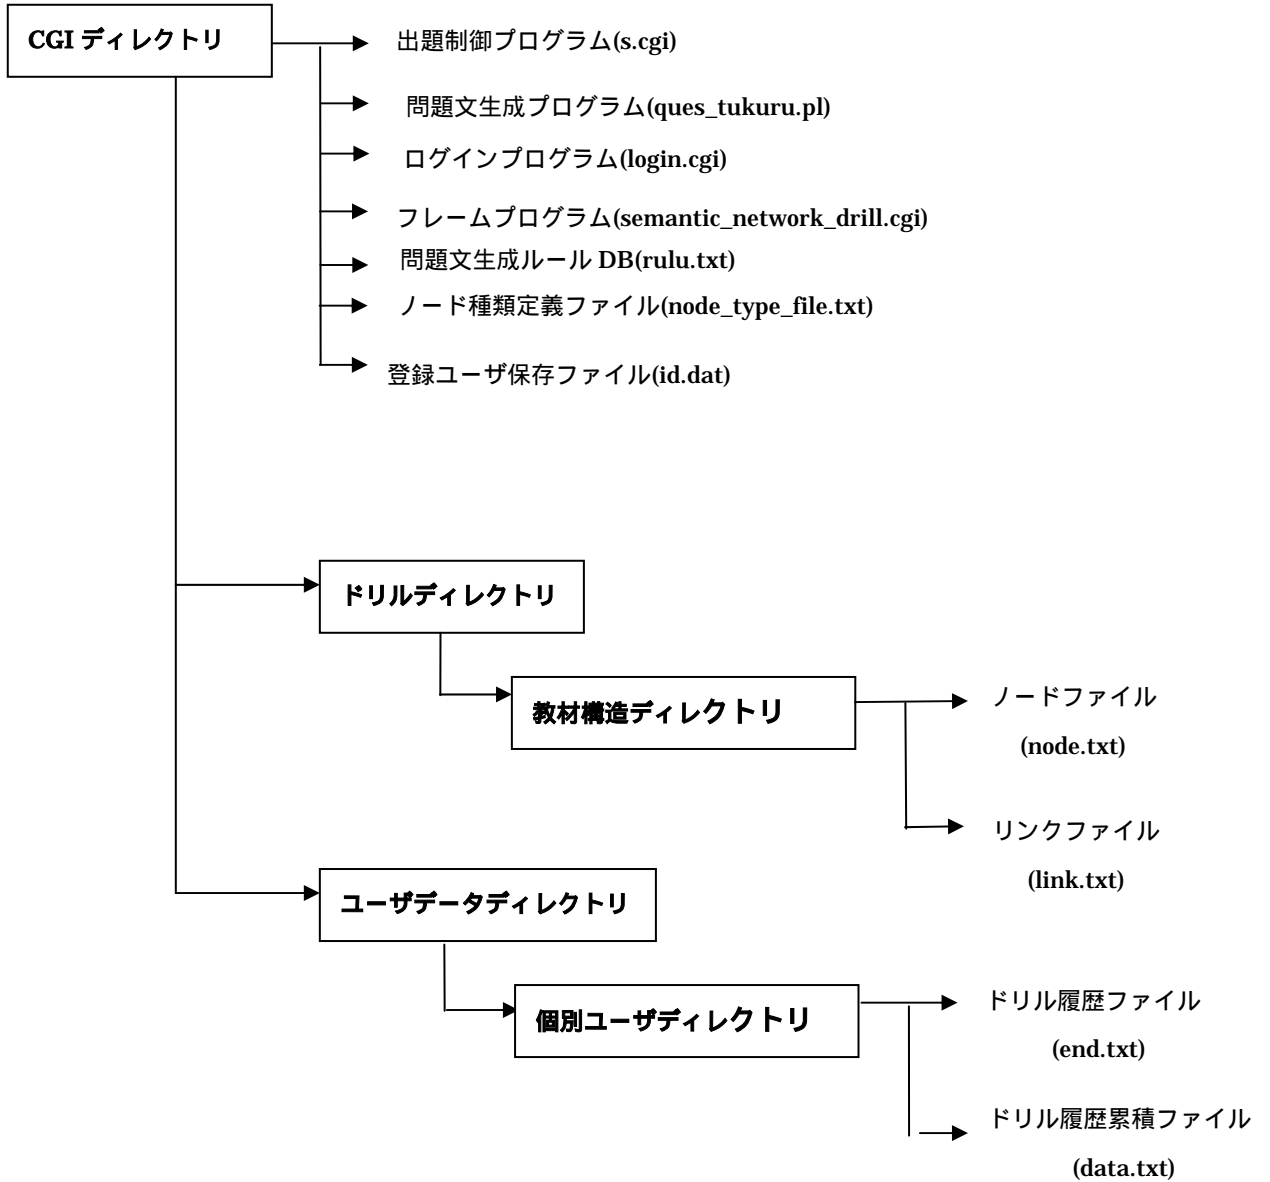 CGI ディレクトリ
出題制御プログラム(s.cgi)
問題文生成プログラム(ques_tukuru.pl)
ログインプログラム(login.cgi)
フレームプログラム(semantic_network_drill.cgi)
問題文生成ルール DB(rulu.txt)
ノード種類定義ファイル(node_type_file.txt)
登録ユーザ保存ファイル(id.dat)
ドリルディレクトリ
教材構造ディレクトリ
ノードファイル
(node.txt)
リンクファイル
(link.txt)
ユーザデータディレクトリ
個別ユーザディレクトリ
ドリル履歴ファイル
(end.txt)
ドリル履歴累積ファイル
(data.txt)